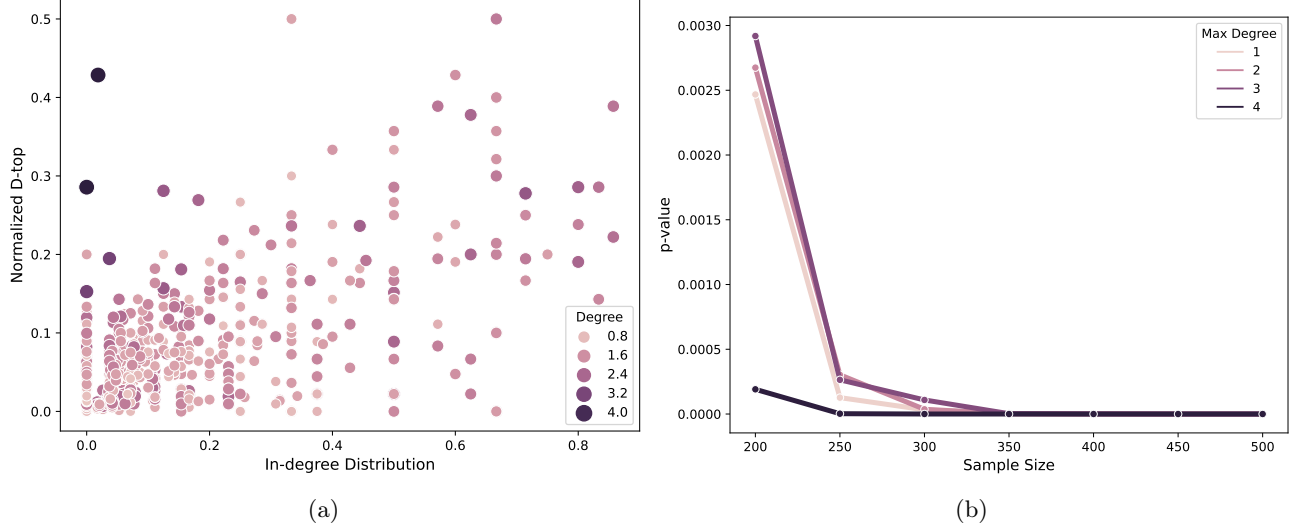 0.5
0.4
0.3
0.2
0.1
0.0
Normalized D-top
0.0 0.2 0.4 0.6 0.8
In-degree Distribution
Degree
0.8
1.6
2.4
3.2
4.0
(a)
0.0030
0.0025
0.0020
0.0015
0.0010
0.0005
0.0000
p-value
200 250 300 350 400 450 500
Sample Size
Max Degree
1
2
3
4
(b)